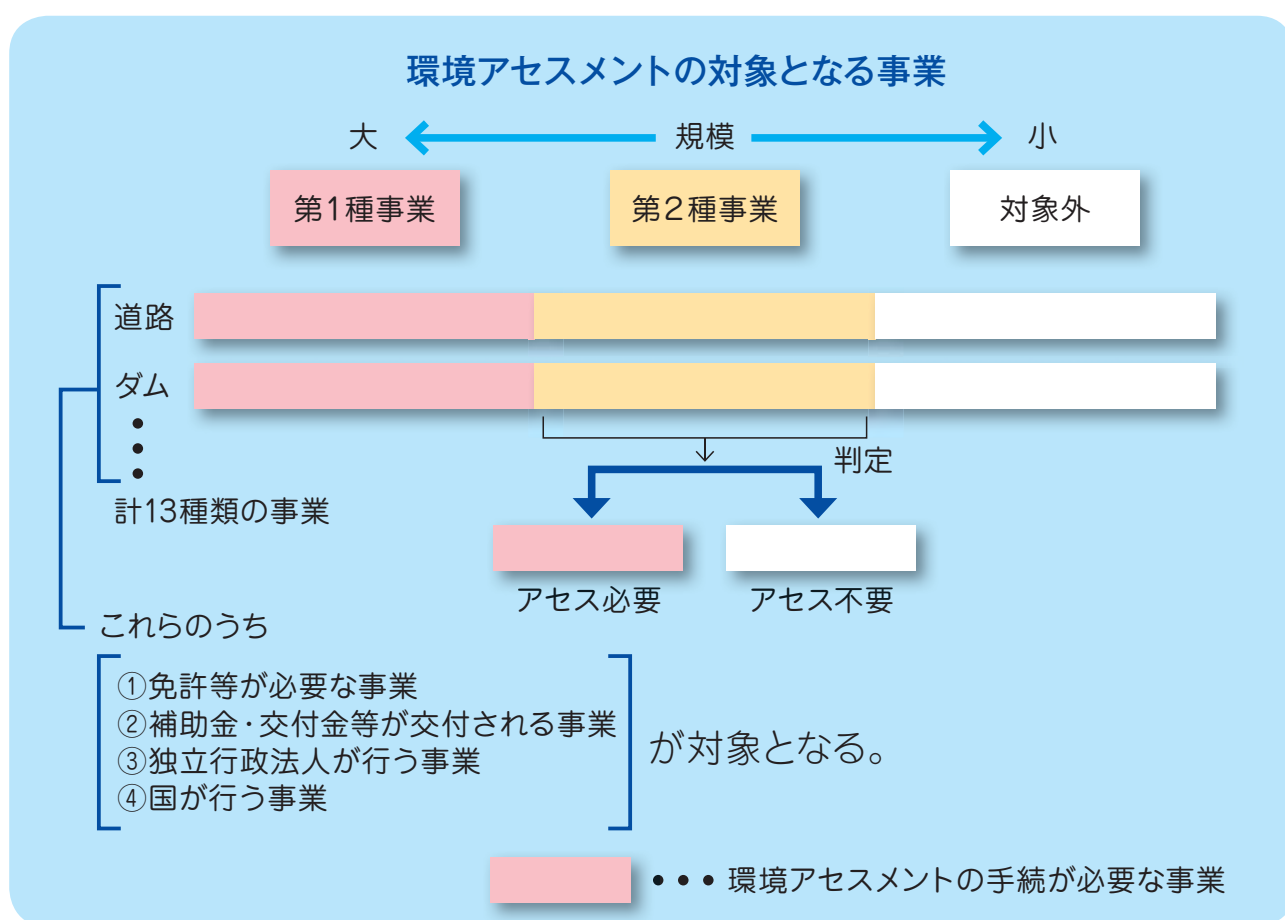 環境アセスメントの対象となる事業
大 規模 小
第1種事業 第2種事業 対象外
道路
ダム
判定
計13種類の事業
アセス必要 アセス不要
これらのうち
①免許等が必要な事業
②補助金・交付金等が交付される事業
③独立行政法人が行う事業
④国が行う事業
が対象となる。
・・・環境アセスメントの手続が必要な事業